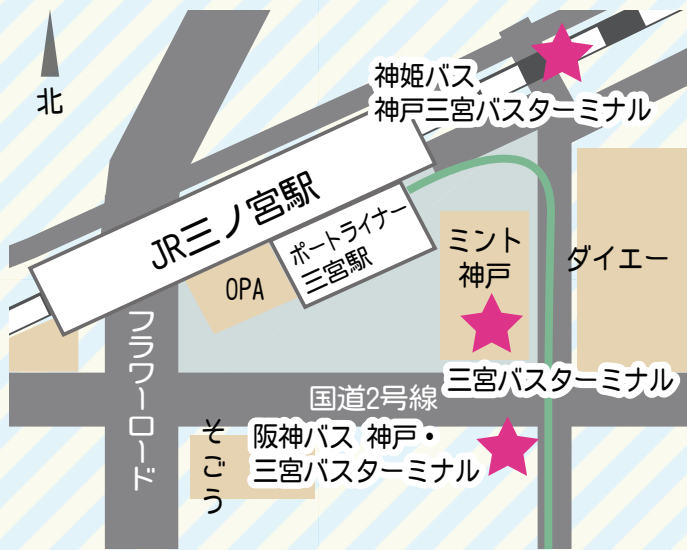 北
神姫バス
神戸三宮バスターミナル
JR三ノ宮駅
ポートライナー
三宮駅
OPA
ミント
神戸
ダイエー
フラワーロード
三宮バスターミナル
国道2号線
そごう
阪神バス 神戸・
三宮バスターミナル